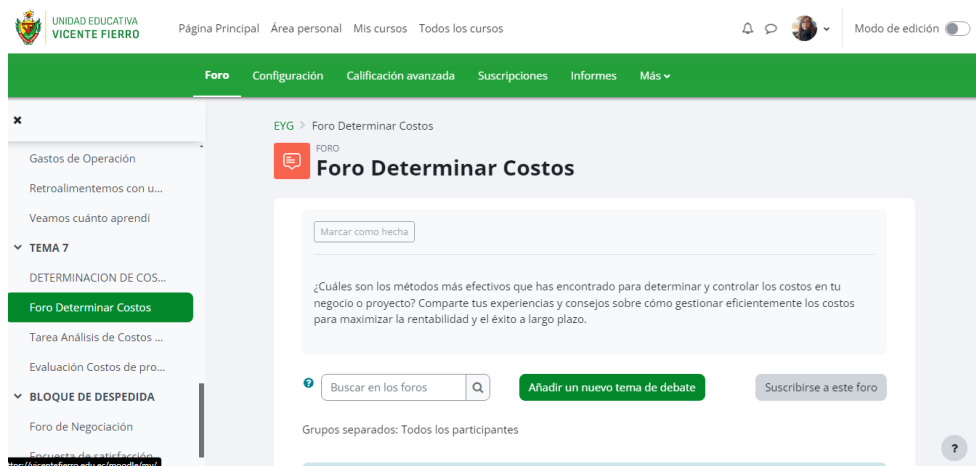 UNIDAD EDUCATIVA
VICENTE FIERRO
Página Principal Área personal Mis cursos Todos los cursos
Modo de edición
Foro Configuración Calificación avanzada Suscripciones Informes Más
Gastos de Operación
Retroalimentemos con u...
Veamos cuánto aprendí
TEMA 7
DETERMINACION DE COS...
Foro Determinar Costos
Tarea Análisis de Costos ...
Evaluación Costos de pro...
BLOQUE DE DESPEDIDA
Foro de Negociación
Encuesta de satisfacción
EYG Foro Determinar Costos
FORO
Foro Determinar Costos
Marcar como hecha
¿Cuáles son los métodos más efectivos que has encontrado para determinar y controlar los costos en tu
negocio o proyecto? Comparte tus experiencias y consejos sobre cómo gestionar eficientemente los costos
para maximizar la rentabilidad y el éxito a largo plazo.
Buscar en los foros
Añadir un nuevo tema de debate
Suscribirse a este foro
Grupos separados: Todos los participantes
?